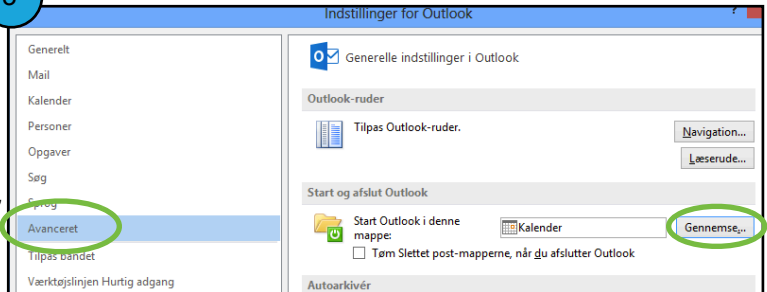 Indstillinger for Outlook
?
Generelt
Mail
Kalender
Personer
Opgaver
Søg
Sprog
Avanceret
Tilpas båndet
Værktøjslinjen Hurtig adgang
Generelle indstillinger i Outlook
Outlook-ruder
Tilpas Outlook-ruder.
Navigation...
Læserude...
Start og afslut Outlook
Start Outlook i denne
mappe:
Kalender
Gennemse...
Tøm Slettet post-mapperne, når du afslutter Outlook
Autoarkivér